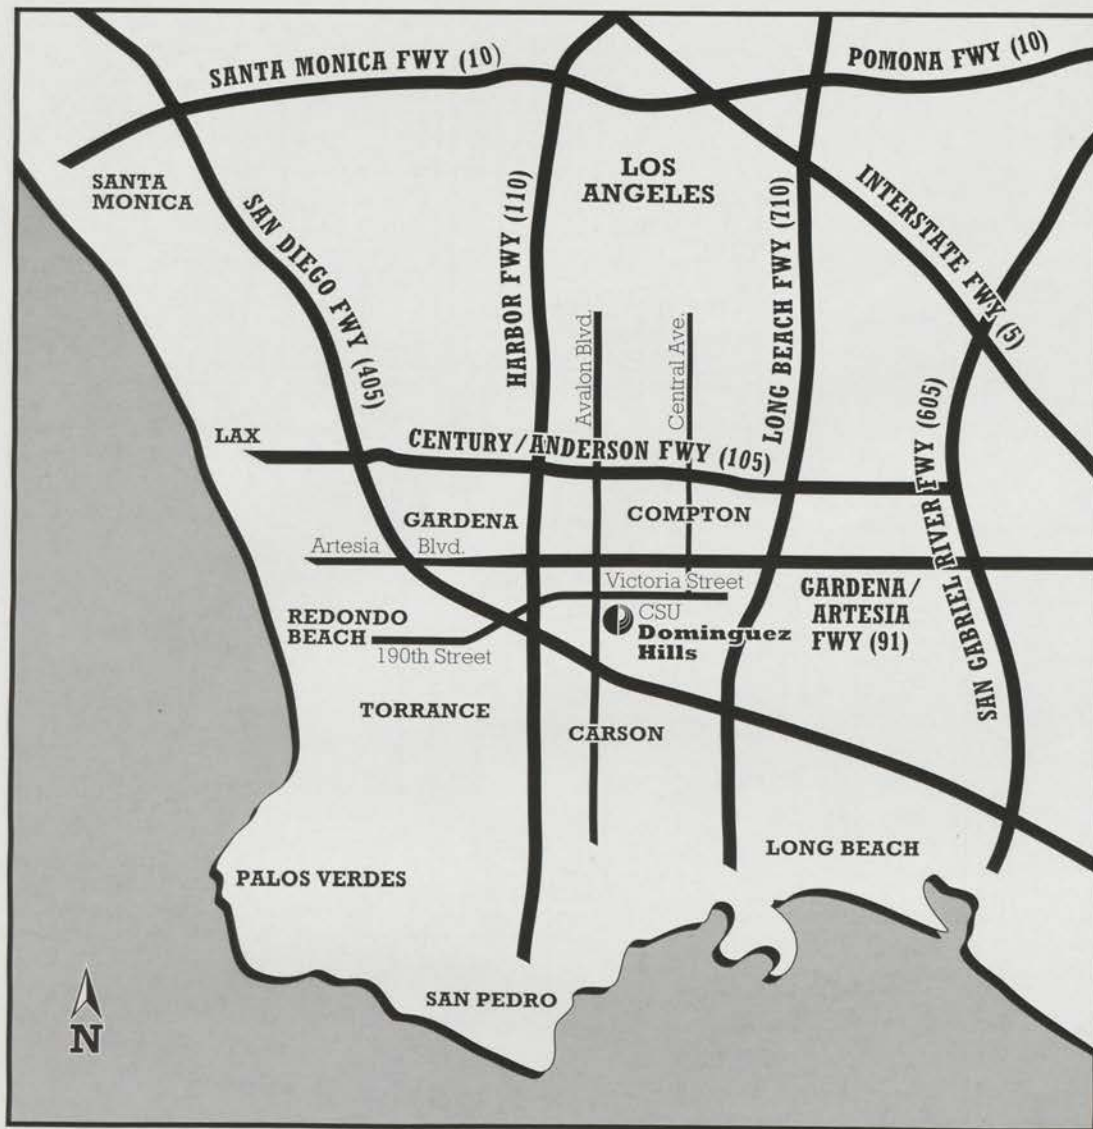 SANTA MONICA FWY (10)
POMONA FWY (10)
SANTA
MONICA
LOS
ANGELES
SAN DIEGO FWY (405)
HARBOR FWY (110)
LONG BEACH FWY (710)
INTERSTATE FWY (5)
Avalon Blvd.
Central Ave.
LAX
CENTURY/ANDERSON FWY (105)
SAN GABRIEL RIVER FWY (605)
GARDENA
COMPTON
Artesia Blvd.
Victoria Street
REDONDO
BEACH
190th Street
CSU
Dominguez
Hills
GARDENA/
ARTESIA
FWY (91)
TORRANCE
CARSON
LONG BEACH
PALOS VERDES
SAN PEDRO
N